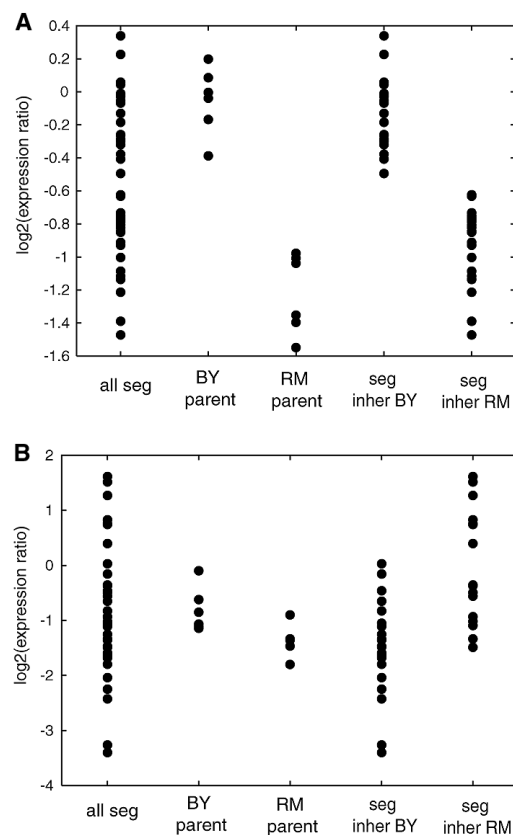 A
log2(expression ratio)
0.4
0.2
0
-0.2
-0.4
-0.6
-0.8
-1
-1.2
-1.4
-1.6
all seg
BY
parent
RM
parent
seg
inher BY
seg
inher RM
B
log2(expression ratio)
2
1
0
-1
-2
-3
-4
all seg
BY
parent
RM
parent
seg
inher BY
seg
inher RM